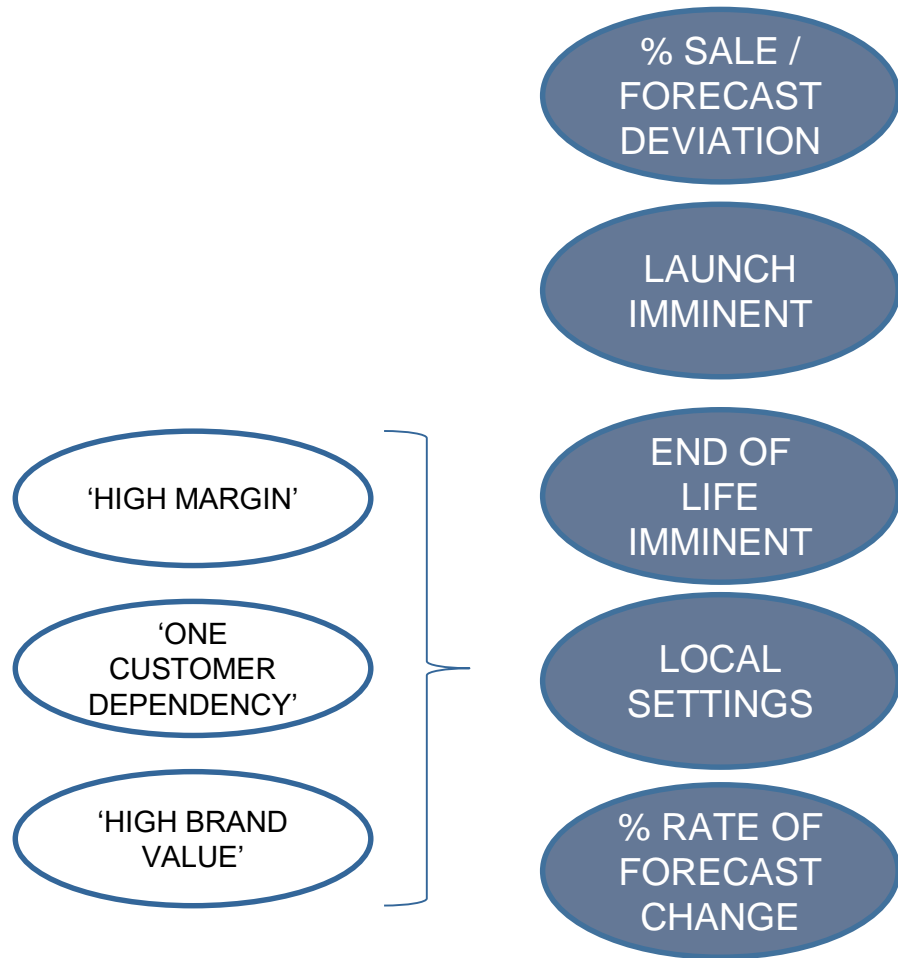 % SALE /
FORECAST
DEVIATION
LAUNCH
IMMINENT
END OF
LIFE
IMMINENT
‘HIGH MARGIN’
‘ONE
CUSTOMER
DEPENDENCY’
LOCAL
SETTINGS
‘HIGH BRAND
VALUE’
% RATE OF
FORECAST
CHANGE